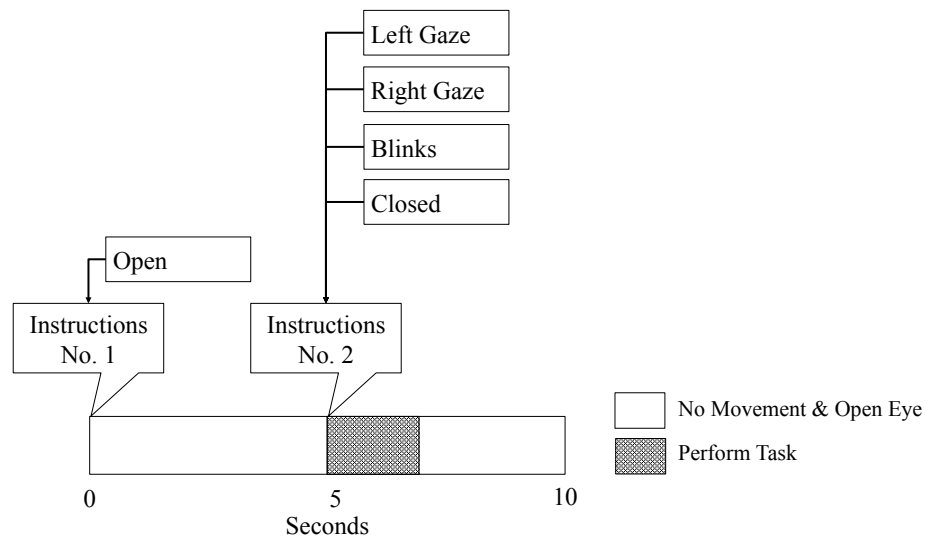 Left Gaze
Right Gaze
Blinks
Closed
Open
Instructions
No. 1
Instructions
No. 2
No Movement & Open Eye
Perform Task
0
5
10
Seconds